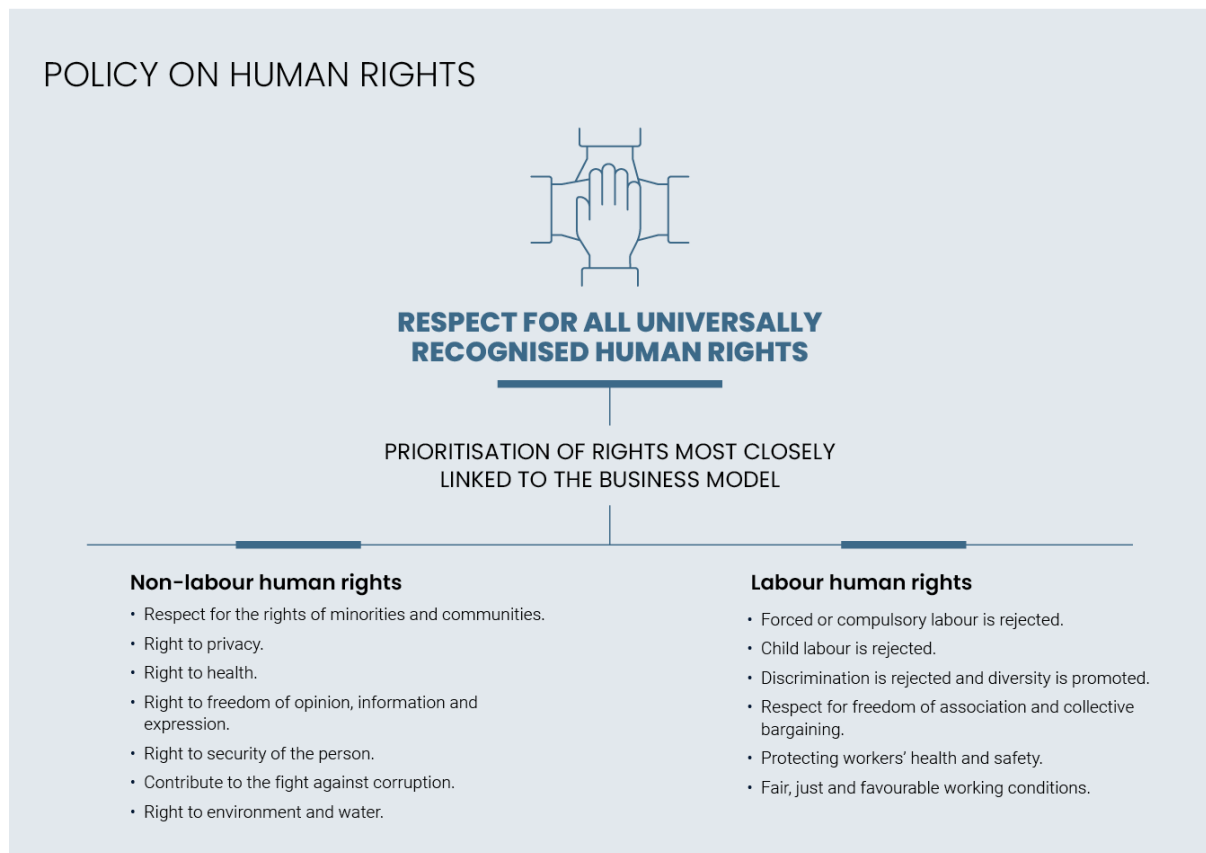 POLICY ON HUMAN RIGHTS
RESPECT FOR ALL UNIVERSALLY
RECOGNISED HUMAN RIGHTS
PRIORITISATION OF RIGHTS MOST CLOSELY
LINKED TO THE BUSINESS MODEL
Non-labour human rights
• Respect for the rights of minorities and communities.
• Right to privacy.
• Right to health.
• Right to freedom of opinion, information and
expression.
• Right to security of the person.
• Contribute to the fight against corruption.
• Right to environment and water.
Labour human rights
• Forced or compulsory labour is rejected.
• Child labour is rejected.
• Discrimination is rejected and diversity is promoted.
• Respect for freedom of association and collective
bargaining.
• Protecting workers’ health and safety.
• Fair, just and favourable working conditions.